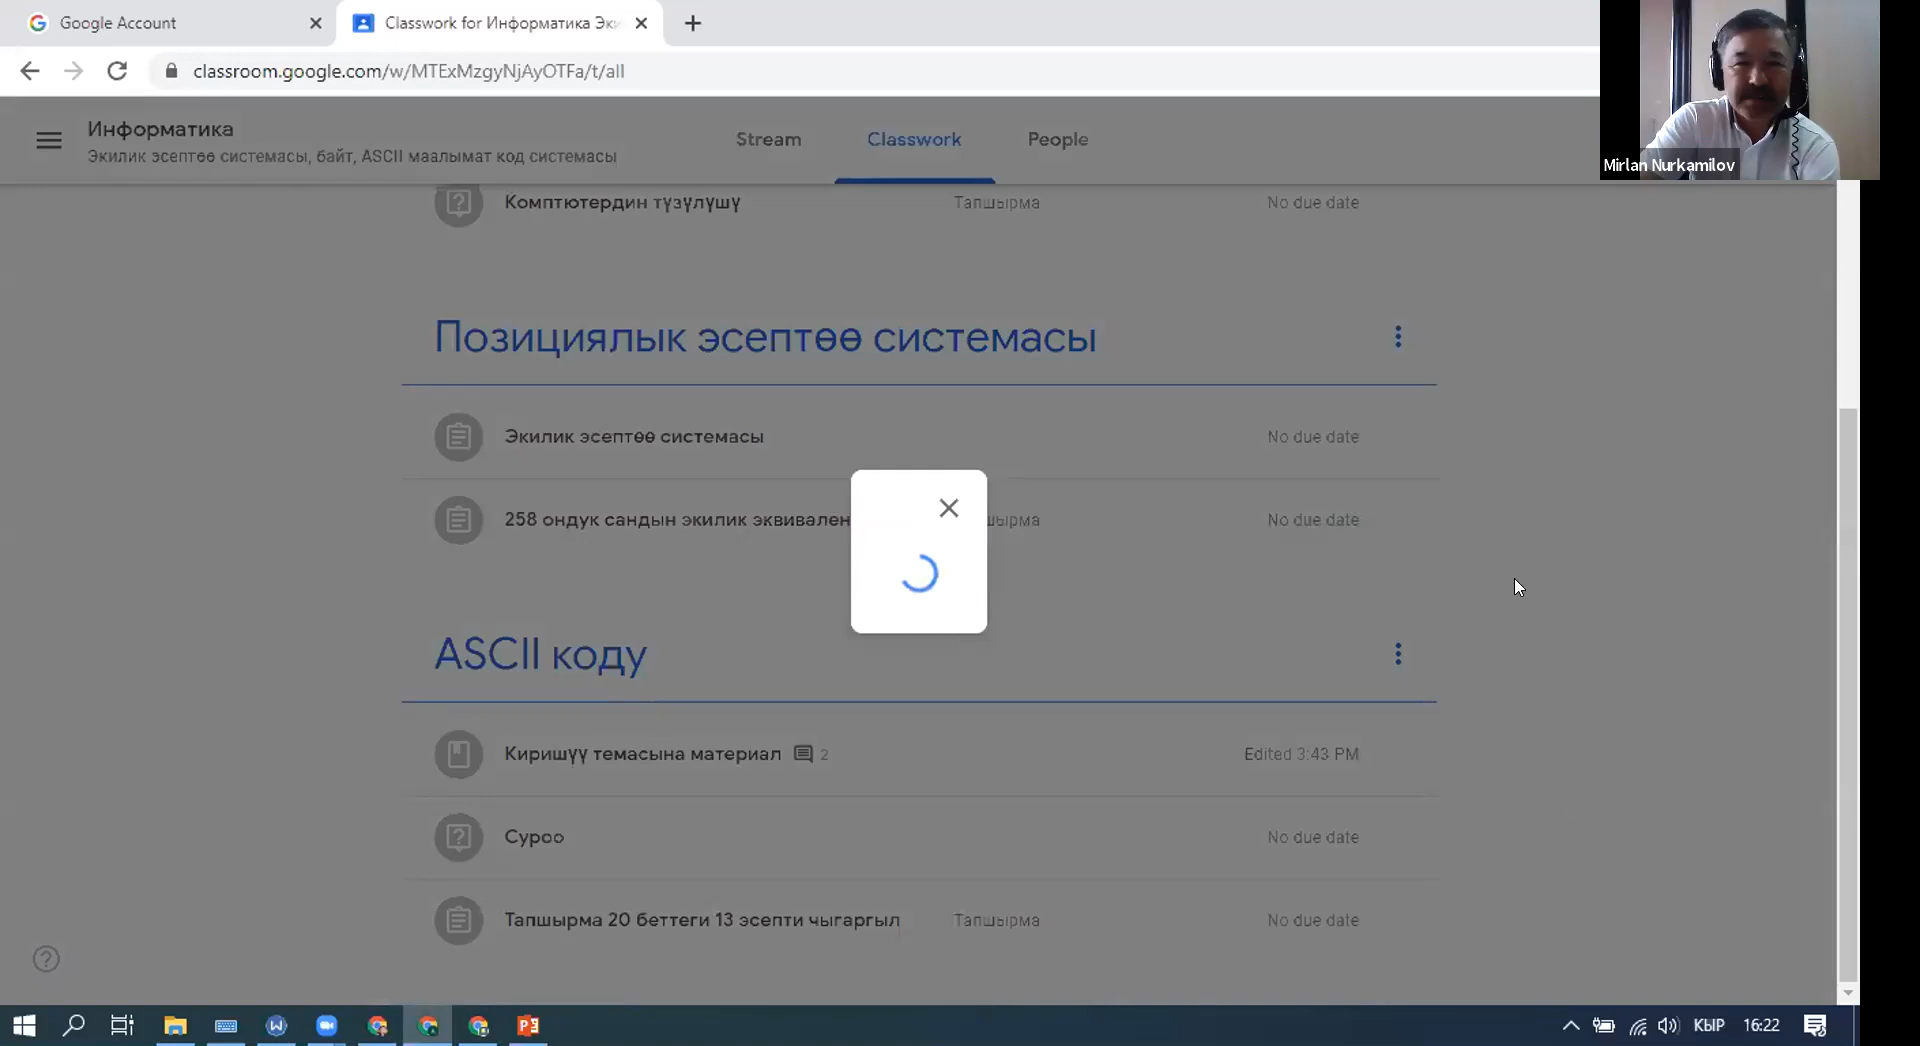 Google Account
Classwork for Информатика Эки
classroom.google.com/w/MTExMzgyNjAyOTFa/t/all
Информатика
Экилик эсептөө системасы, байт, ASCII маалымат код системасы
Stream
Classwork
People
Mirlan Nurkamilov
Комптютердин түзүлүшү
Тапшырма
No due date
Позициялык эсептөө системасы
Экилик эсептөө системасы
No due date
258 ондук сандын экилик эквивален
шырма
No due date
ASCII коду
Киришүү темасына материал
2
Edited 3:43 PM
Суроо
No due date
Тапшырма 20 беттеги 13 эсепти чыгаргыл
Тапшырма
No due date
КЫР
16:22